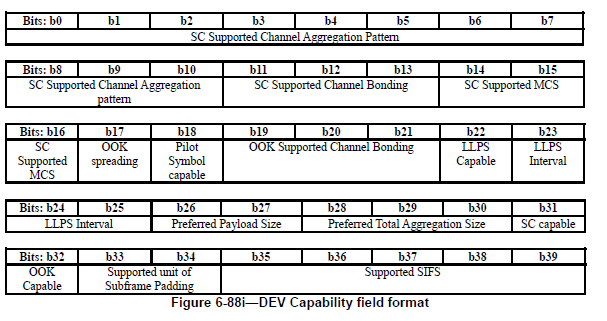 Bits: b0 b1 b2 b3 b4 b5 b6 b7
SC Supported Channel Aggregation Pattern
Bits: b8 b9 b10 b11 b12 b13 b14 b15
SC Supported Channel Aggregation pattern SC Supported Channel Bonding SC Supported MCS
Bits: b16 b17 b18 b19 b20 b21 b22 b23
SC Supported MCS OOK spreading Pilot Symbol capable OOK Supported Channel Bonding LLPS Capable LLPS Interval
Bits: b24 b25 b26 b27 b28 b29 b30 b31
LLPS Interval Preferred Payload Size Preferred Total Aggregation Size SC capable
Bits: b32 b33 b34 b35 b36 b37 b38 b39
OOK Capable Supported unit of Subframe Padding Supported SIFS
Figure 6-88i—DEV Capability field format